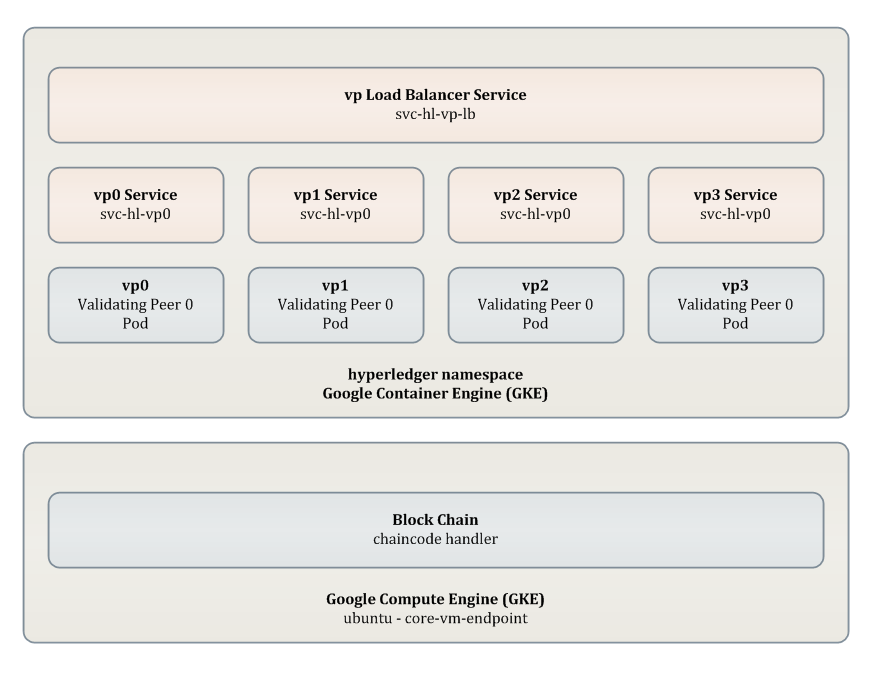 vp Load Balancer Service
svc-hl-vp-lb
vp0 Service
svc-hl-vp0
vp1 Service
svc-hl-vp0
vp2 Service
svc-hl-vp0
vp3 Service
svc-hl-vp0
vp0
Validating Peer 0
Pod
vp1
Validating Peer 0
Pod
vp2
Validating Peer 0
Pod
vp3
Validating Peer 0
Pod
hyperledger namespace
Google Container Engine (GKE)
Block Chain
chaincode handler
Google Compute Engine (GKE)
ubuntu - core-vm-endpoint